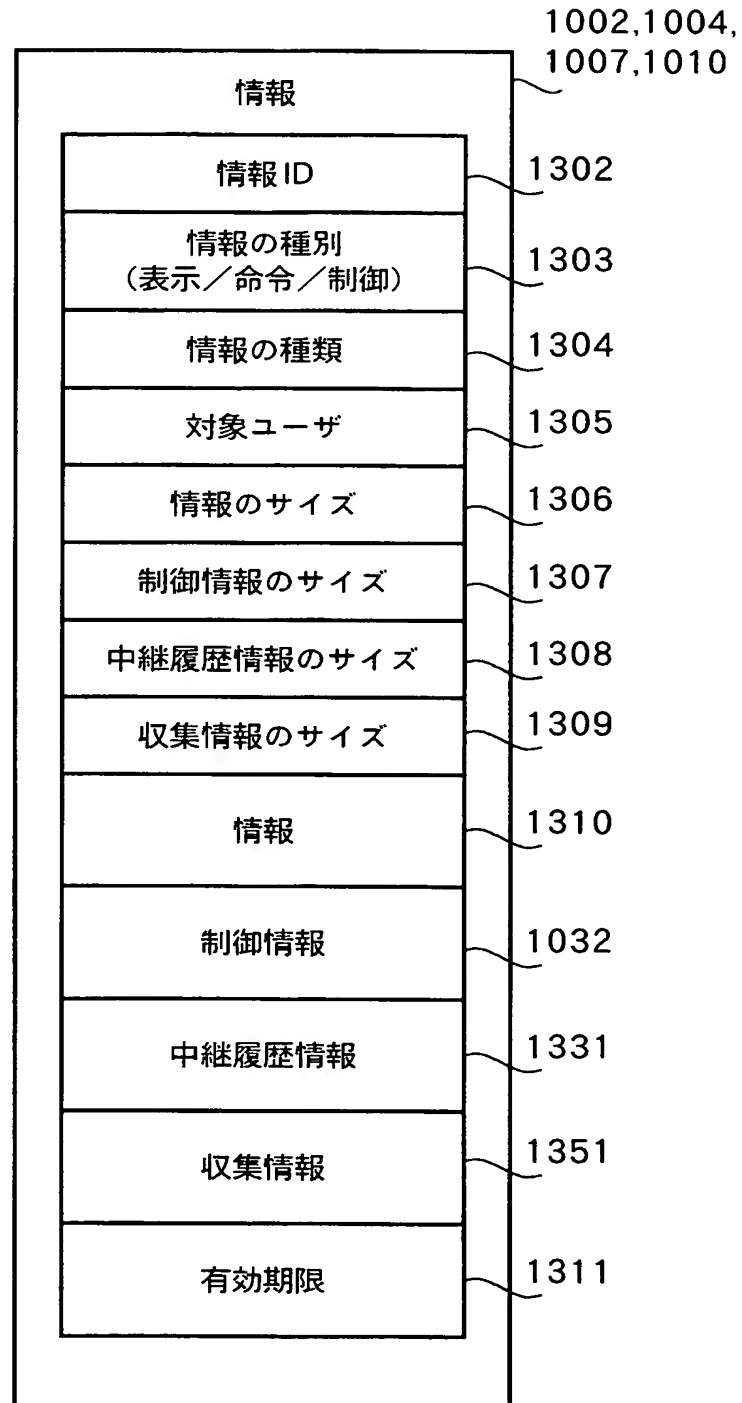 1002,1004,
1007,1010
情報
情報ID 1302
情報の種別
(表示／命令／制御) 1303
情報の種類 1304
対象ユーザ 1305
情報のサイズ 1306
制御情報のサイズ 1307
中継履歴情報のサイズ 1308
収集情報のサイズ 1309
情報 1310
制御情報 1032
中継履歴情報 1331
収集情報 1351
有効期限 1311